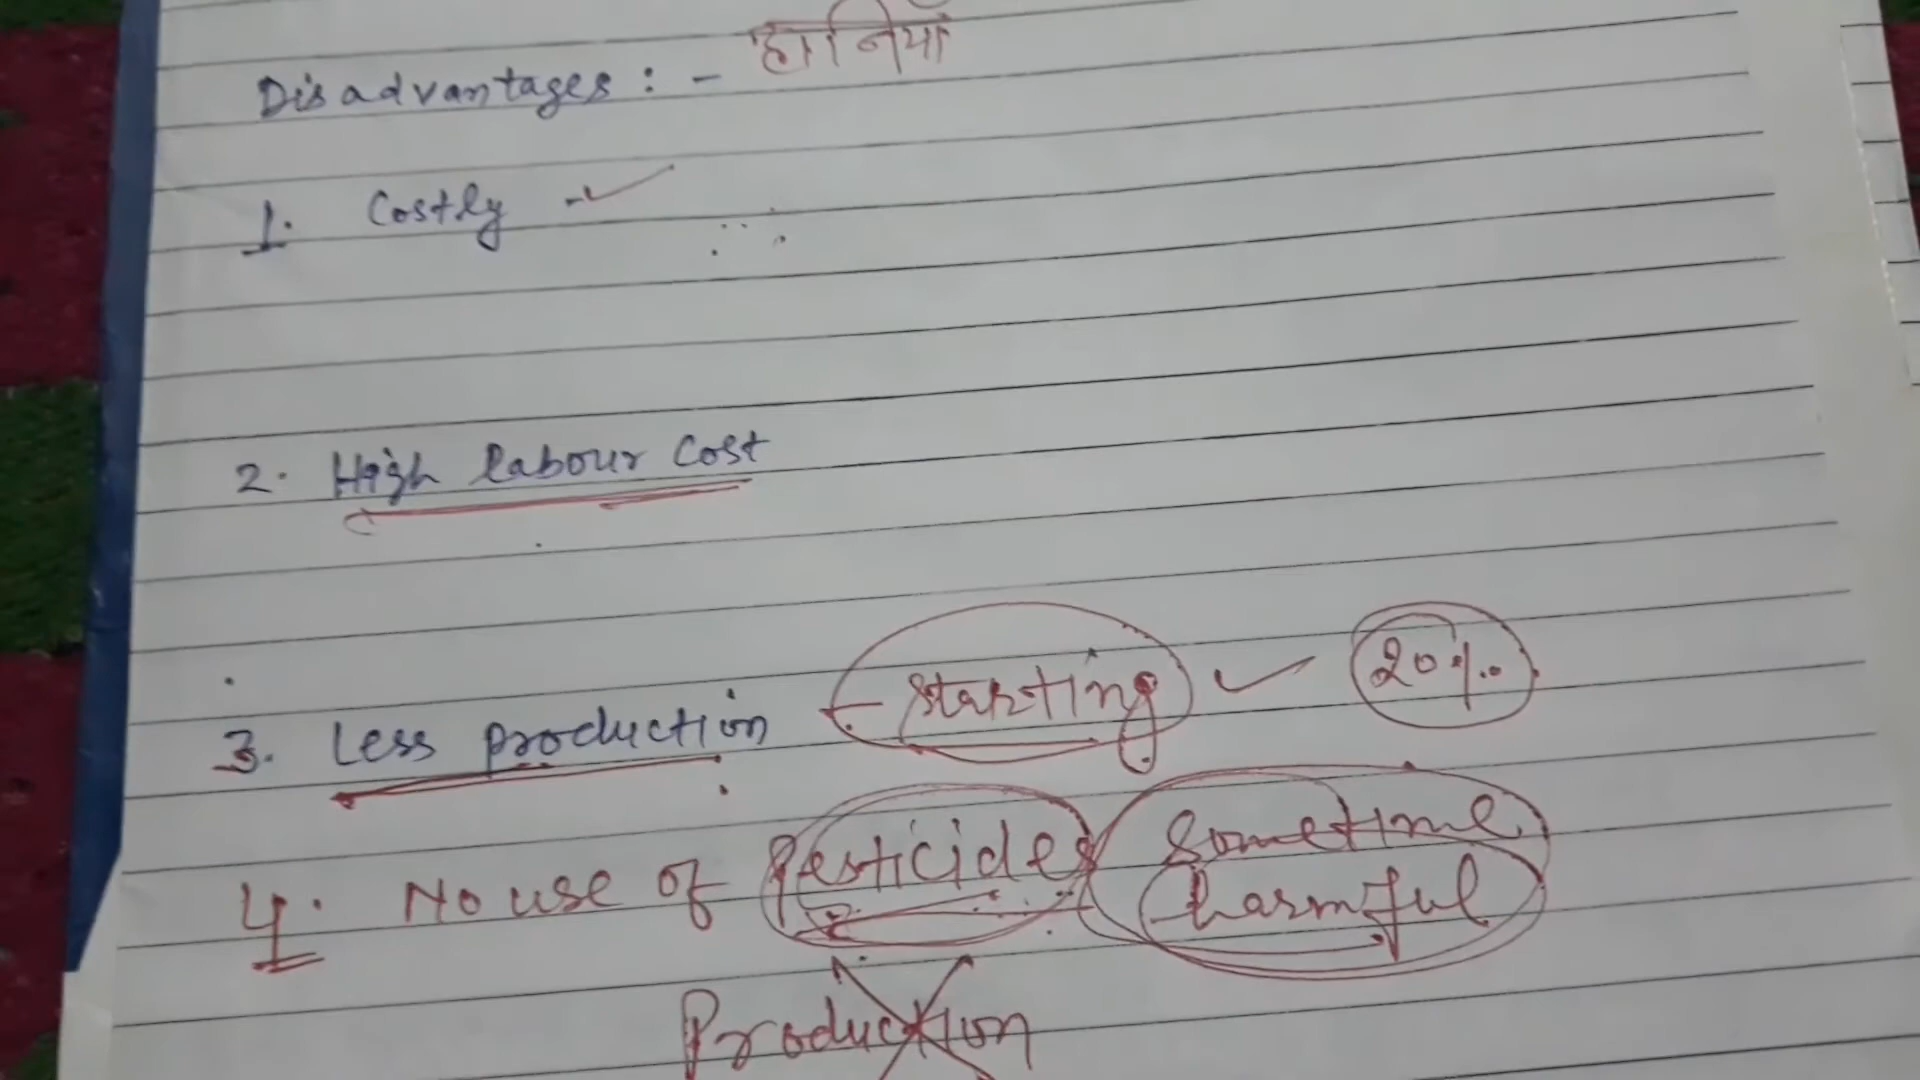 Disadvantages : - हानियाँ
1. Costly -
2. High labour cost
3. Less production - starting 20%
4. No use of pesticides sometime
harmful
Production